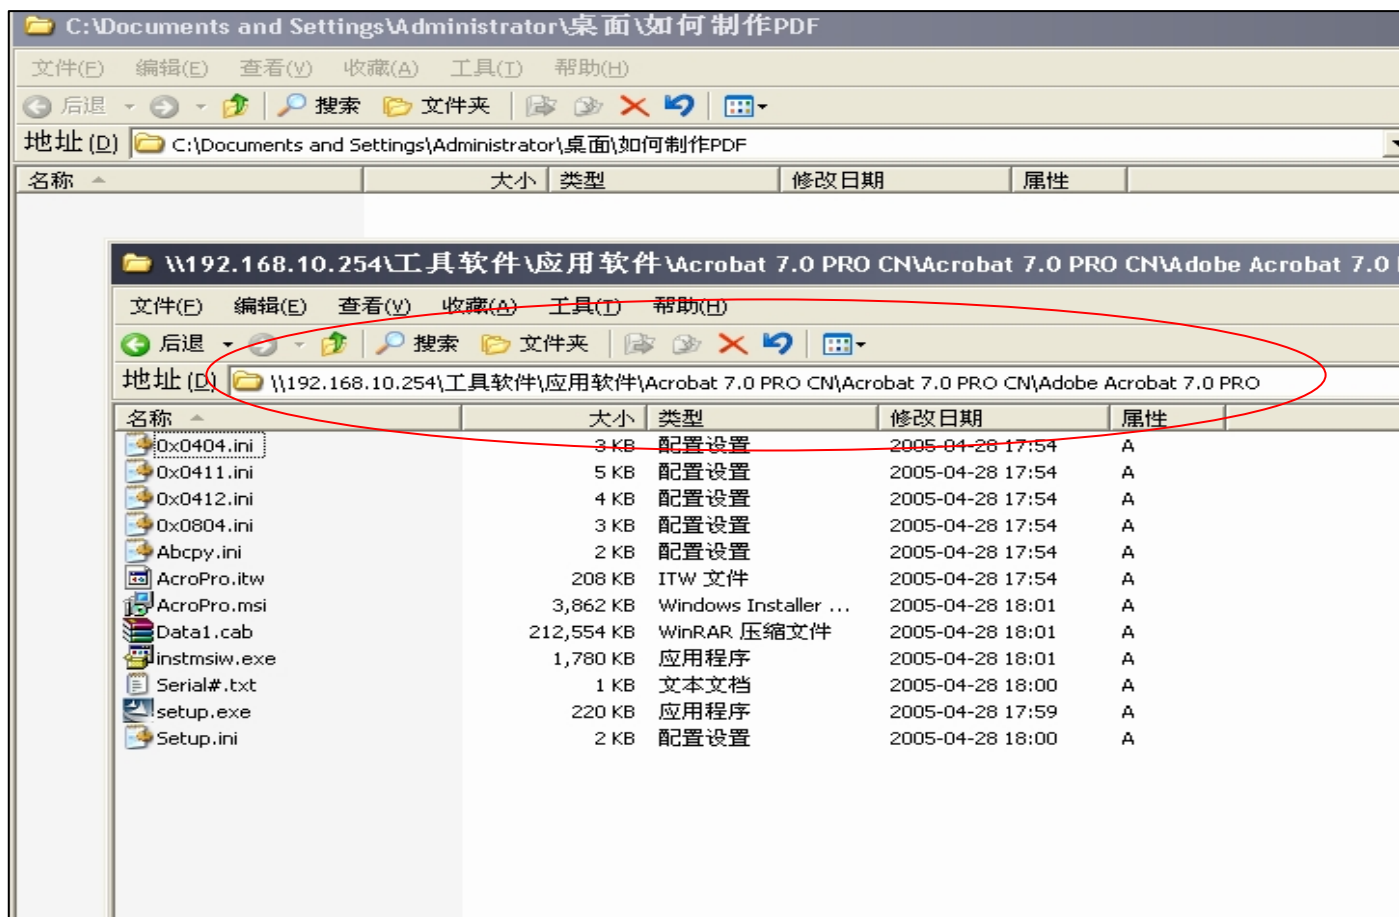 C:\Documents and Settings\Administrator\桌面\如何制作PDF
文件(F) 编辑(E) 查看(V) 收藏(A) 工具(T) 帮助(H)
后退 搜索 文件夹
地址(D) C:\Documents and Settings\Administrator\桌面\如何制作PDF
名称 大小 类型 修改日期 属性
\\192.168.10.254\工具软件\应用软件\Acrobat 7.0 PRO CN\Acrobat 7.0 PRO CN\Adobe Acrobat 7.0
文件(F) 编辑(E) 查看(V) 收藏(A) 工具(T) 帮助(H)
后退 搜索 文件夹
地址(D) \\192.168.10.254\工具软件\应用软件\Acrobat 7.0 PRO CN\Acrobat 7.0 PRO CN\Adobe Acrobat 7.0 PRO
名称 大小 类型 修改日期 属性
0x0404.ini 3 KB 配置设置 2005-04-28 17:54 A
0x0411.ini 5 KB 配置设置 2005-04-28 17:54 A
0x0412.ini 4 KB 配置设置 2005-04-28 17:54 A
0x0804.ini 3 KB 配置设置 2005-04-28 17:54 A
Abcpy.ini 2 KB 配置设置 2005-04-28 17:54 A
AcroPro.itw 208 KB ITW 文件 2005-04-28 17:54 A
AcroPro.msi 3,862 KB Windows Installer ... 2005-04-28 18:01 A
Data1.cab 212,554 KB WinRAR 压缩文件 2005-04-28 18:01 A
instmsiw.exe 1,780 KB 应用程序 2005-04-28 18:01 A
Serial#.txt 1 KB 文本文档 2005-04-28 18:00 A
setup.exe 220 KB 应用程序 2005-04-28 17:59 A
Setup.ini 2 KB 配置设置 2005-04-28 18:00 A